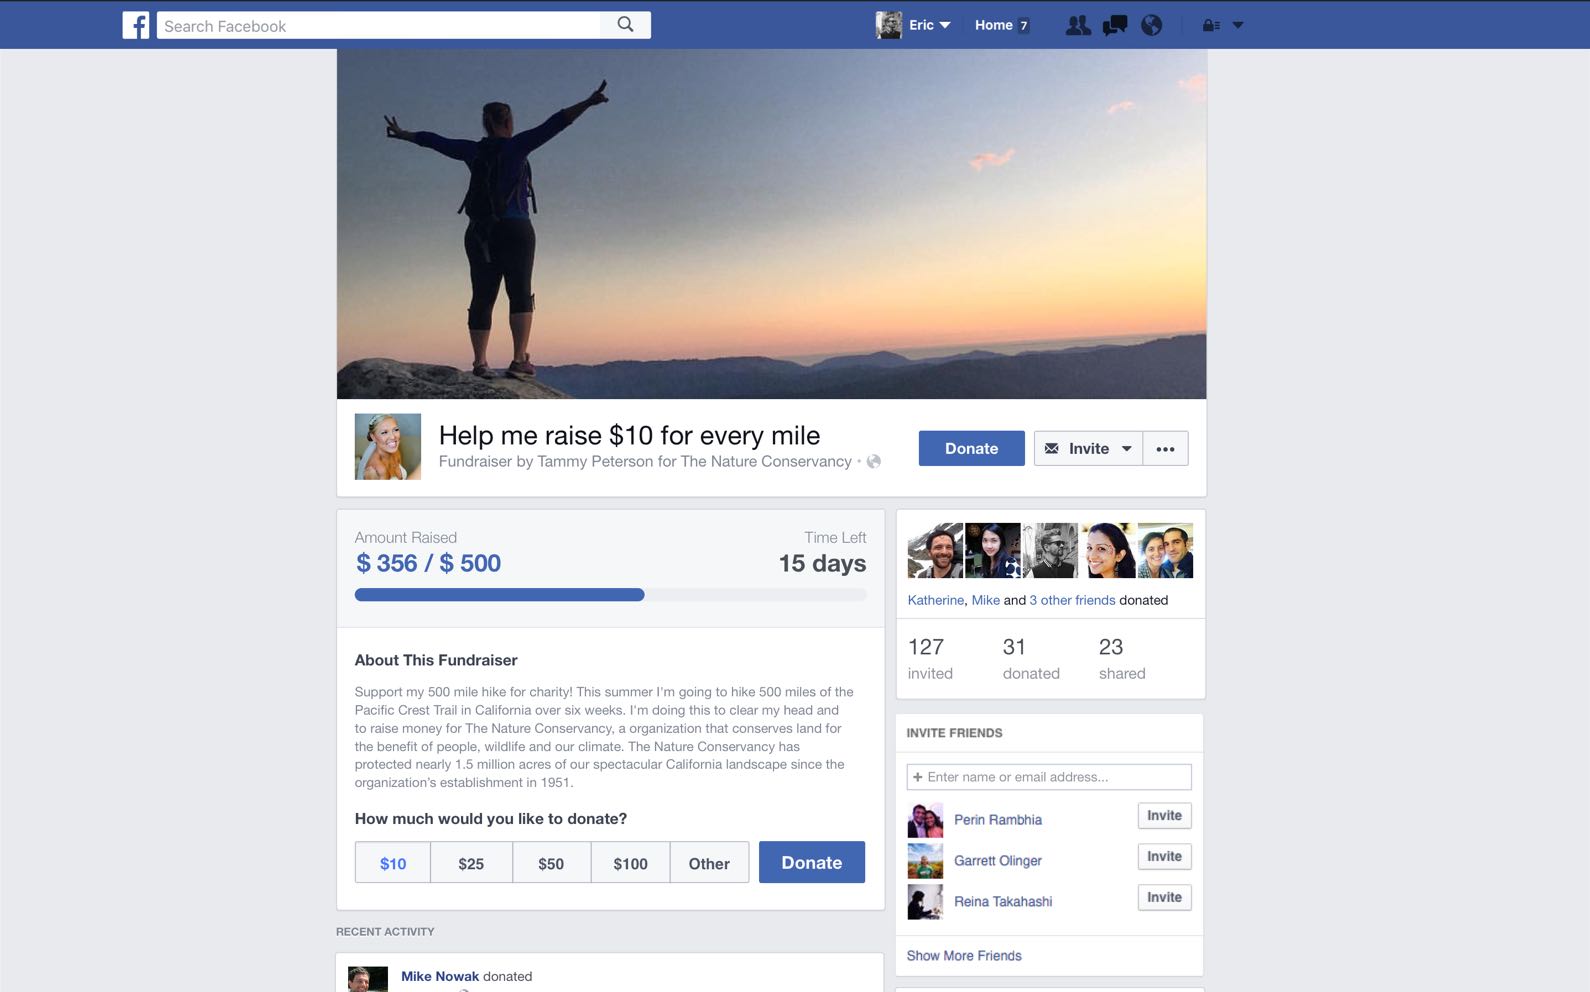 f
Search Facebook
Eric
Home 7
Help me raise $10 for every mile
Fundraiser by Tammy Peterson for The Nature Conservancy •
Donate
Invite
•••
Amount Raised
Time Left
$ 356 / $ 500
15 days
About This Fundraiser
Support my 500 mile hike for charity! This summer I'm going to hike 500 miles of the
Pacific Crest Trail in California over six weeks. I'm doing this to clear my head and
to raise money for The Nature Conservancy, a organization that conserves land for
the benefit of people, wildlife and our climate. The Nature Conservancy has
protected nearly 1.5 million acres of our spectacular California landscape since the
organization's establishment in 1951.
How much would you like to donate?
$10
$25
$50
$100
Other
Donate
RECENT ACTIVITY
Mike Nowak donated
Katherine, Mike and 3 other friends donated
127
31
23
invited
donated
shared
INVITE FRIENDS
+ Enter name or email address...
Perin Rambhia
Invite
Garrett Olinger
Invite
Reina Takahashi
Invite
Show More Friends